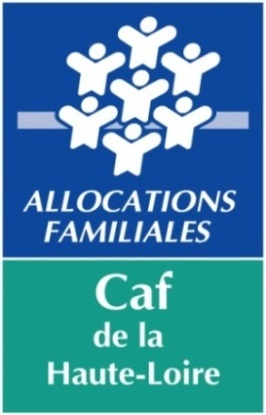 ALLOCATIONS
FAMILIALES
Caf
de la
Haute-Loire